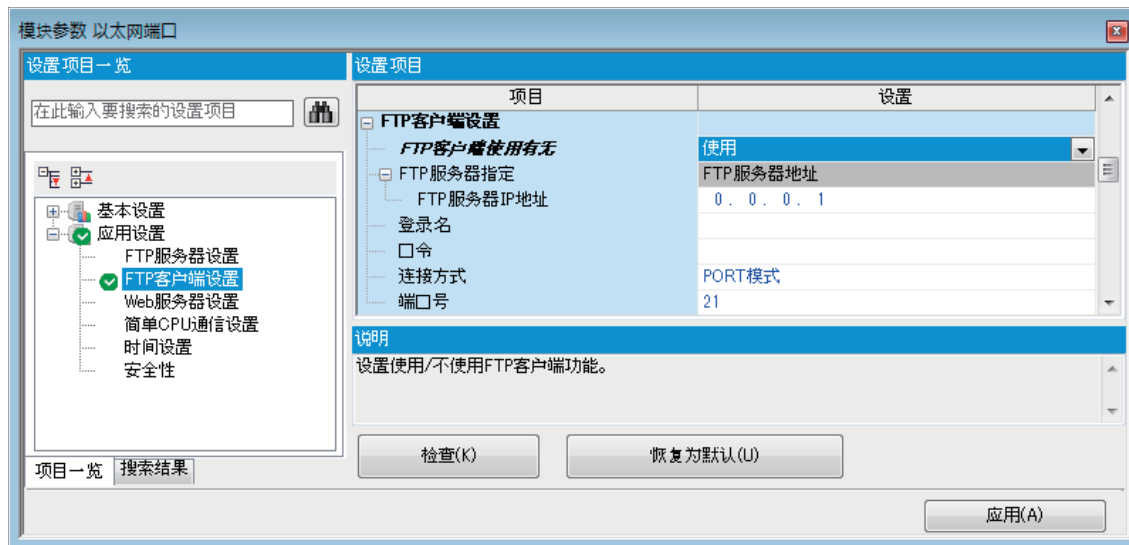 模块参数 以太网端口
设置项目一览
在此输入要搜索的设置项目
基本设置
应用设置
FTP服务器设置
FTP客户端设置
Web服务器设置
简单CPU通信设置
时间设置
安全性
项目一览 搜索结果
设置项目
项目 设置
FTP客户端设置
FTP客户端使用有无 使用
FTP服务器指定 FTP服务器地址
FTP服务器IP地址 0 . 0 . 0 . 1
登录名
口令
连接方式 PORT模式
端口号 21
说明
设置使用/不使用FTP客户端功能。
检查(K) 恢复为默认(U)
应用(A)